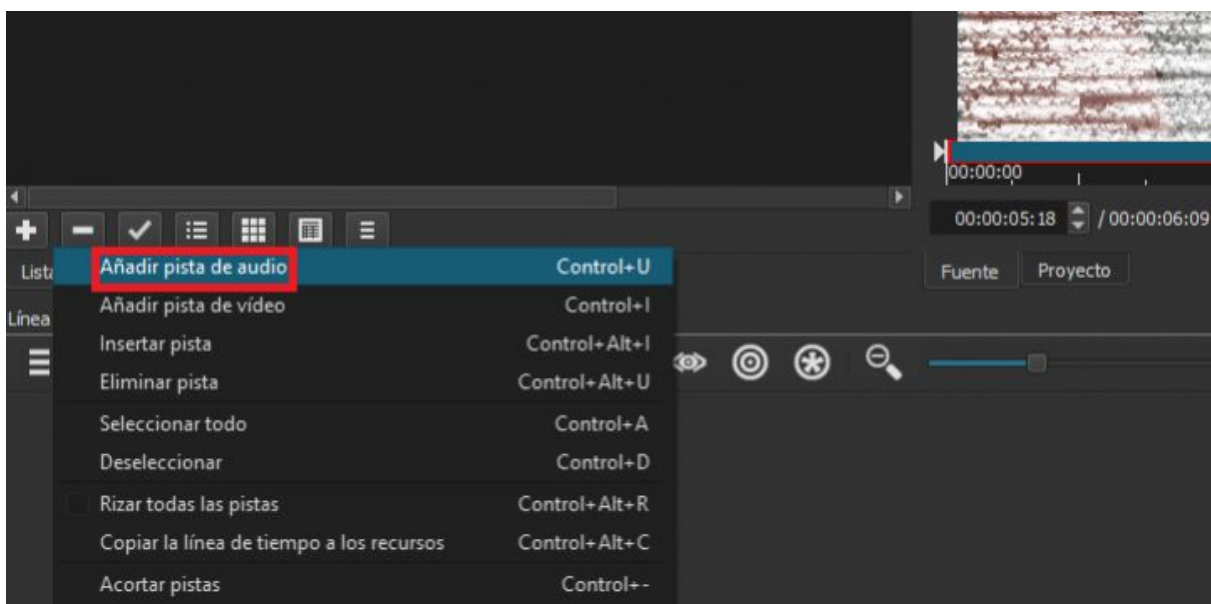 00:00:00
00:00:05:18 / 00:00:06:09
Fuente Proyecto
Línea
Añadir pista de audio Control+U
Añadir pista de vídeo Control+I
Insertar pista Control+Alt+I
Eliminar pista Control+Alt+U
Seleccionar todo Control+A
Deseleccionar Control+D
Rizar todas las pistas Control+Alt+R
Copiar la línea de tiempo a los recursos Control+Alt+C
Acortar pistas Control+-